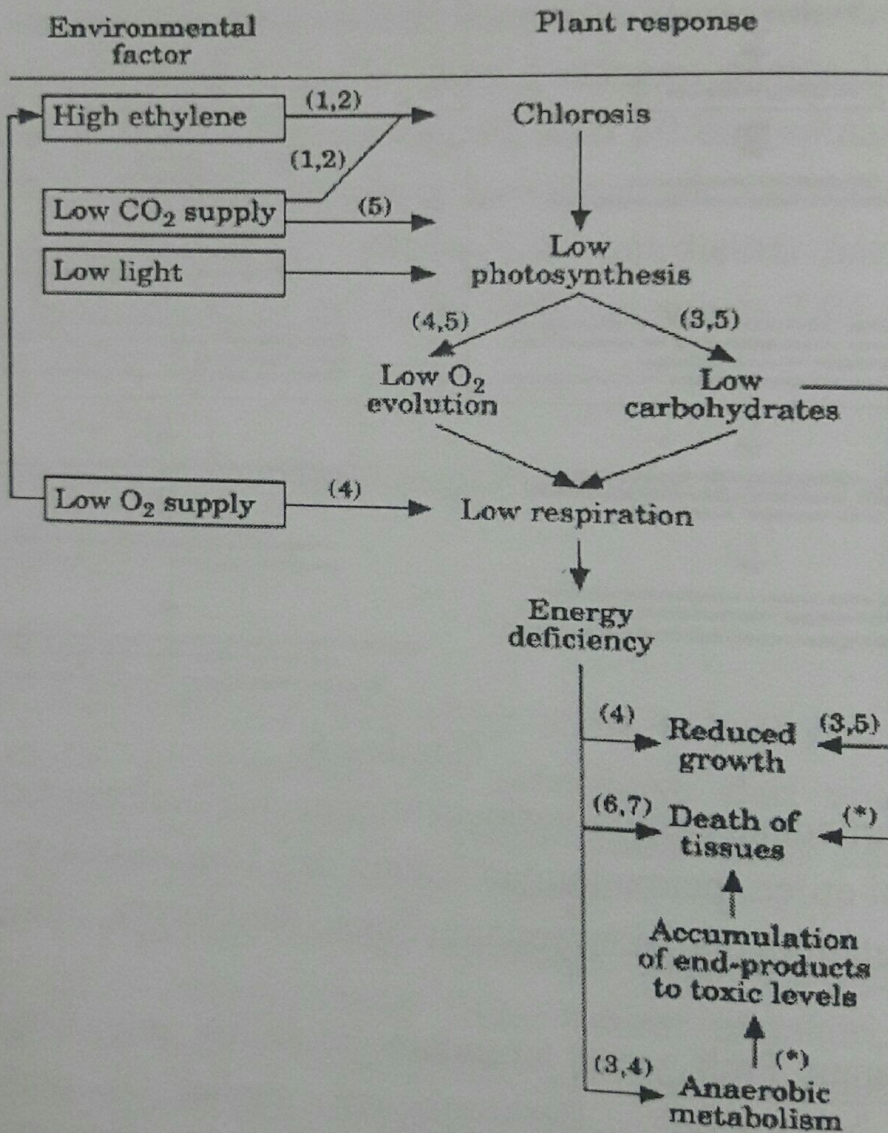 Environmental
factor
Plant response
High ethylene
(1,2)
Chlorosis
(1,2)
Low CO₂ supply
(5)
Low
photosynthesis
Low light
(4,5)
(3,5)
Low O₂
evolution
Low
carbohydrates
Low O₂ supply
(4)
Low respiration
Energy
deficiency
(4)
Reduced
growth
(3,5)
(6,7)
Death of
tissues
(*)
Accumulation
of end-products
to toxic levels
(*)
(3,4)
Anaerobic
metabolism